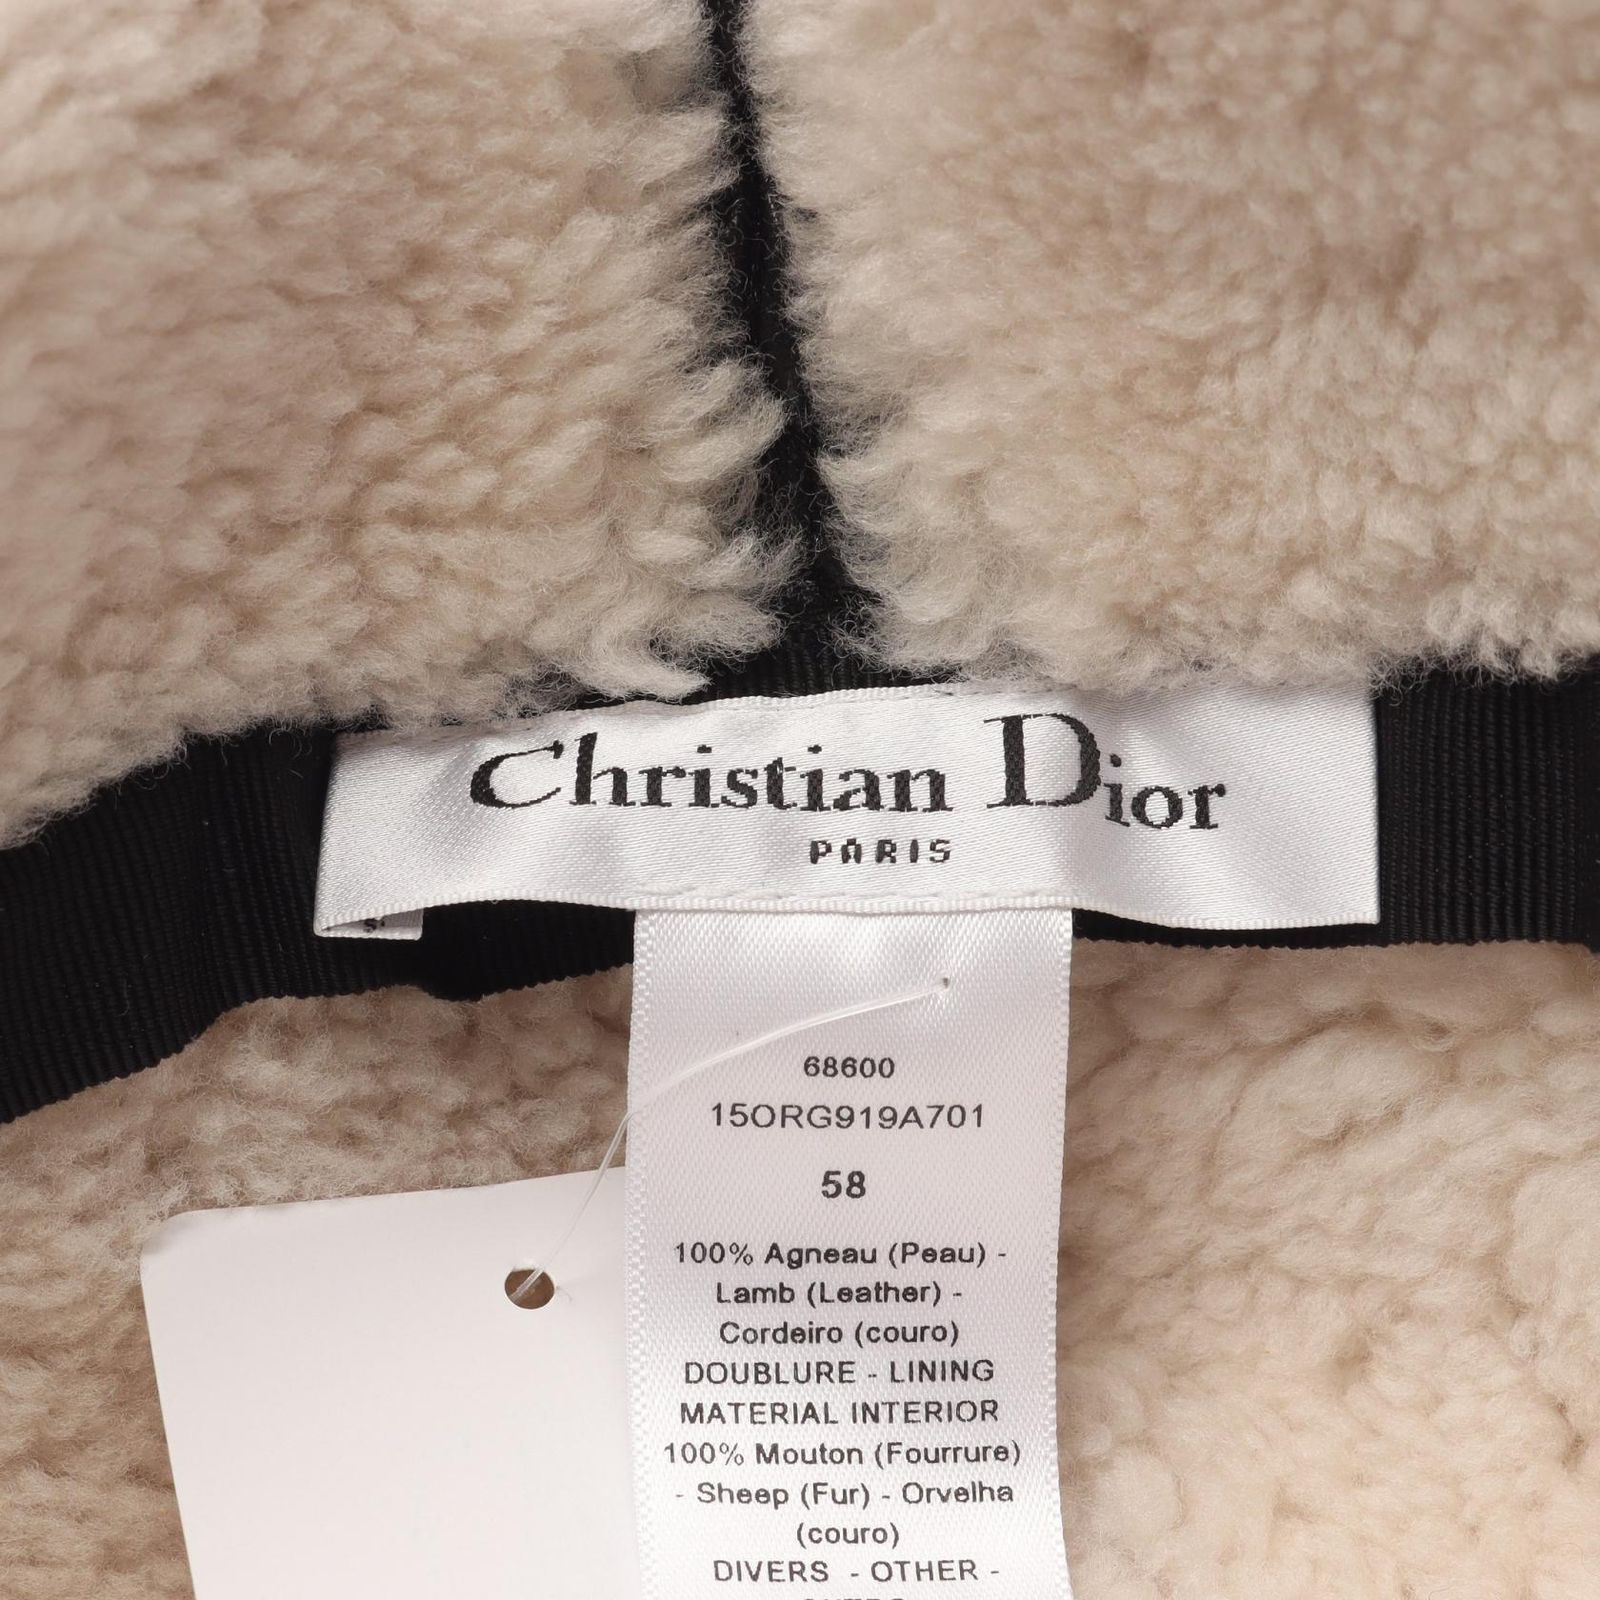 Christian Dior
PARIS
68600
15ORG919A701
58
100% Agneau (Peau) -
Lamb (Leather) -
Cordeiro (couro)
DOUBLURE - LINING
MATERIAL INTERIOR
100% Mouton (Fourrure)
- Sheep (Fur) - Orvelha
(couro)
DIVERS - OTHER -